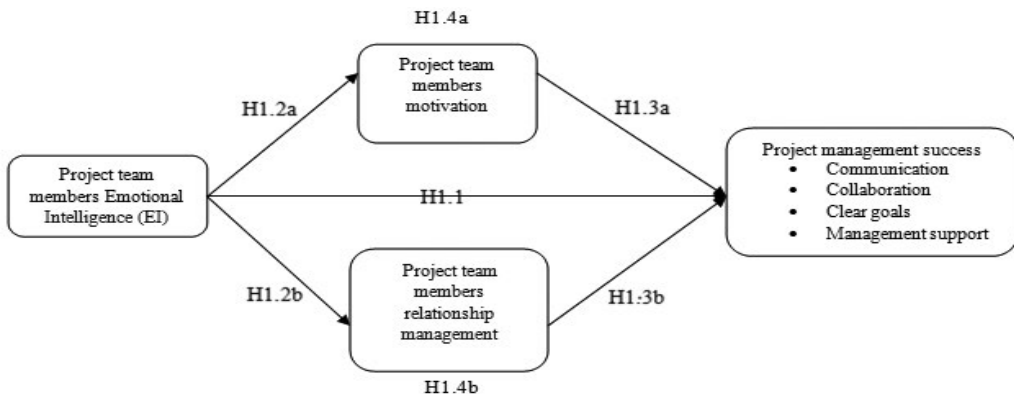 H1.4a
Project team
members
motivation
H1.2a
H1.3a
Project team
members Emotional
Intelligence (EI)
H1.1
Project management success
• Communication
• Collaboration
• Clear goals
• Management support
H1.2b
Project team
members
relationship
management
H1.3b
H1.4b